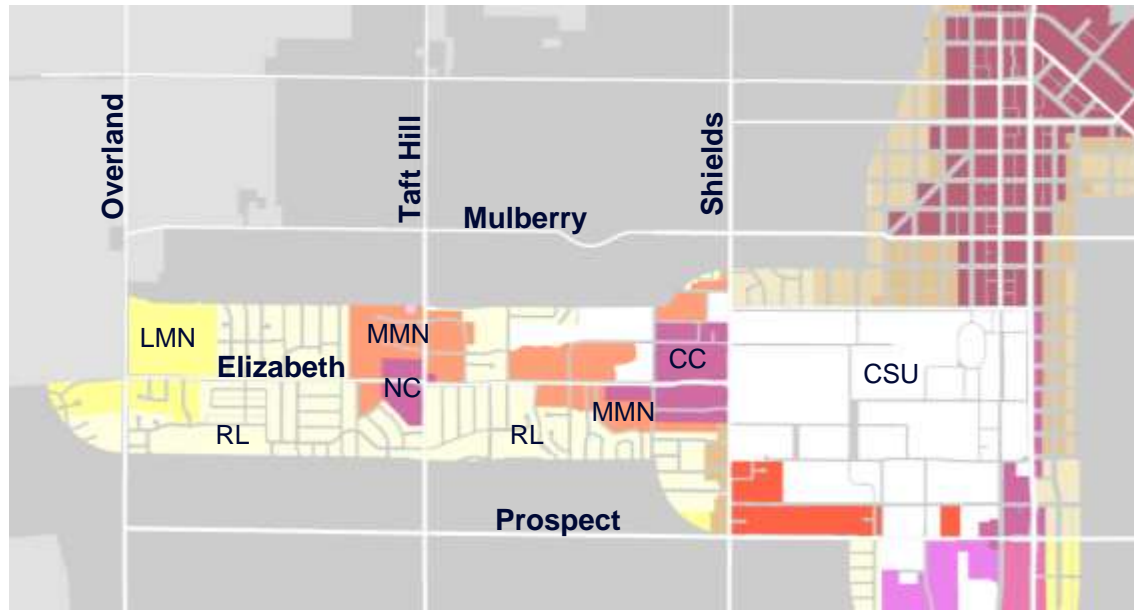 Overland
Taft Hill
Shields
Mulberry
LMN
MMN
Elizabeth
NC
CC
CSU
MMN
RL
RL
Prospect